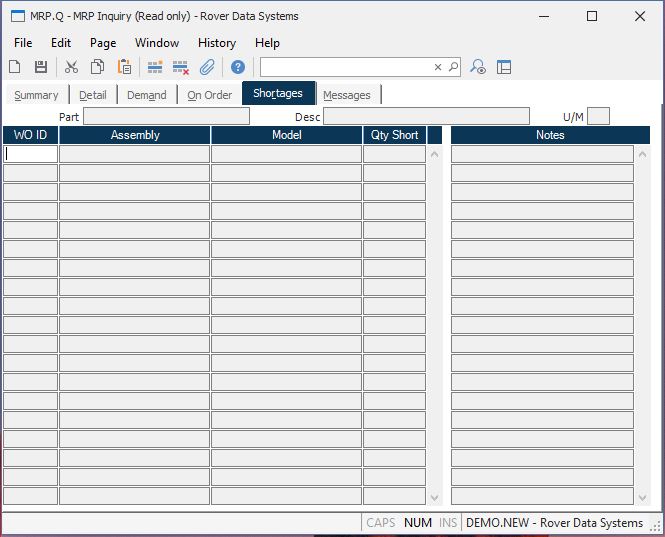 MRP.Q - MRP Inquiry (Read only) - Rover Data Systems
File Edit Page Window History Help
Summary Detail Demand On Order Shortages Messages
Part Desc U/M
WO ID Assembly Model Qty Short Notes
CAPS NUM INS DEMO.NEW - Rover Data Systems